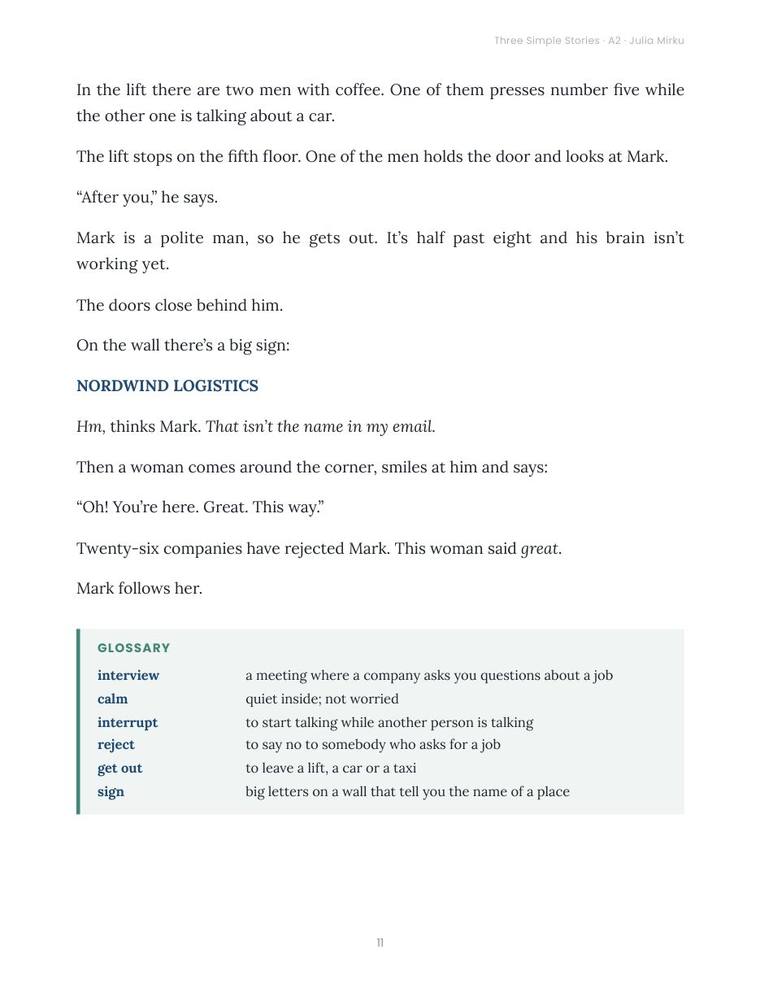 Three Simple Stories · A2 · Julia Mirku
In the lift there are two men with coffee. One of them presses number five while
the other one is talking about a car.
The lift stops on the fifth floor. One of the men holds the door and looks at Mark.
“After you,” he says.
Mark is a polite man, so he gets out. It’s half past eight and his brain isn’t
working yet.
The doors close behind him.
On the wall there’s a big sign:
NORDWIND LOGISTICS
Hm, thinks Mark. That isn’t the name in my email.
Then a woman comes around the corner, smiles at him and says:
“Oh! You’re here. Great. This way.”
Twenty-six companies have rejected Mark. This woman said great.
Mark follows her.
GLOSSARY
interview a meeting where a company asks you questions about a job
calm quiet inside; not worried
interrupt to start talking while another person is talking
reject to say no to somebody who asks for a job
get out to leave a lift, a car or a taxi
sign big letters on a wall that tell you the name of a place
11